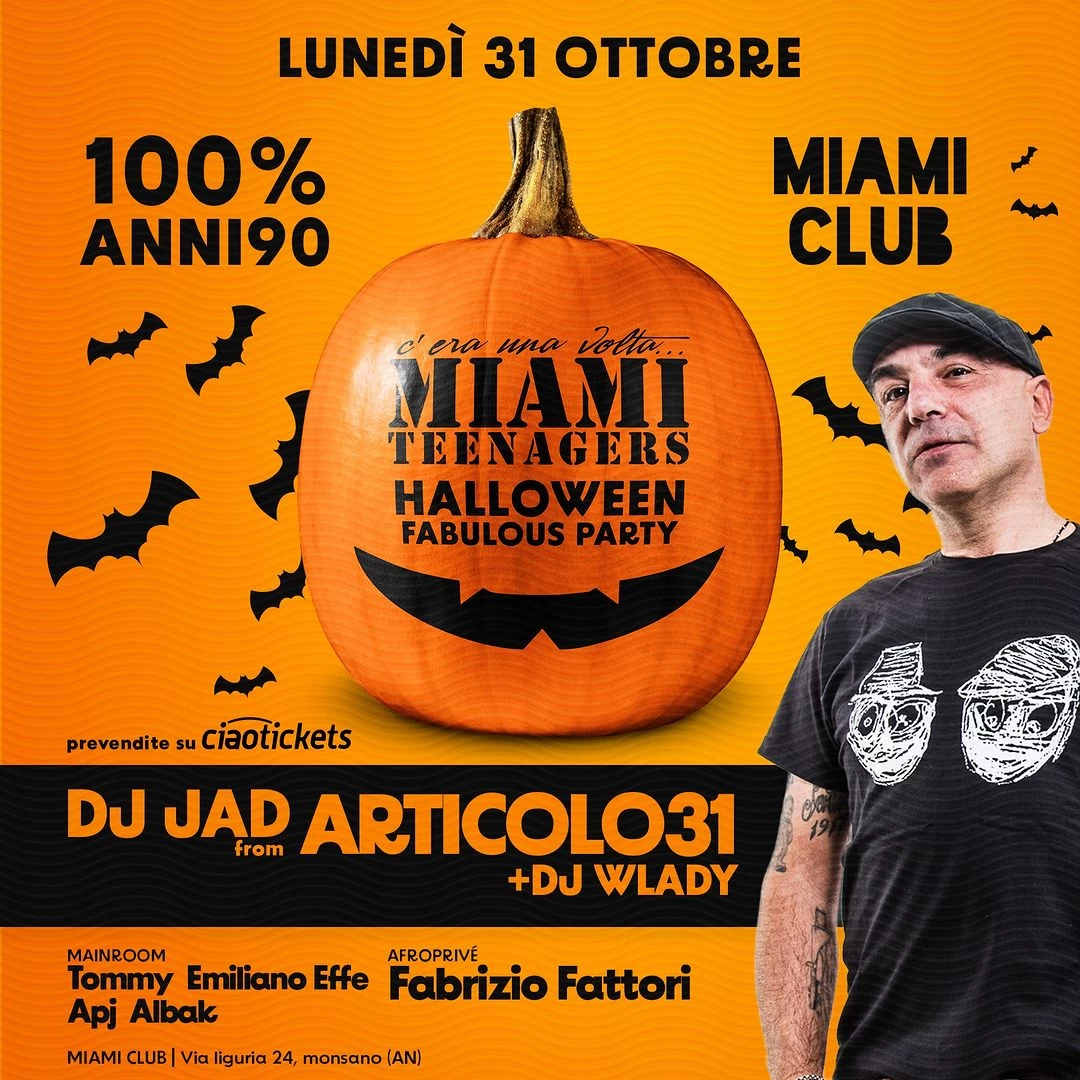 LUNEDÌ 31 OTTOBRE
100%
ANNI90
MIAMI
CLUB
c'era una volta...
MIAMI
TEENAGERS
HALLOWEEN
FABULOUS PARTY
prevendite su ciaotickets
DJ JAD from ARTICOLO31
+DJ WLADY
MAINROOM
Tommy Emiliano Effe
Apj Albak
AFROPRIVÉ
Fabrizio Fattori
MIAMI CLUB | Via liguria 24, monsano (AN)